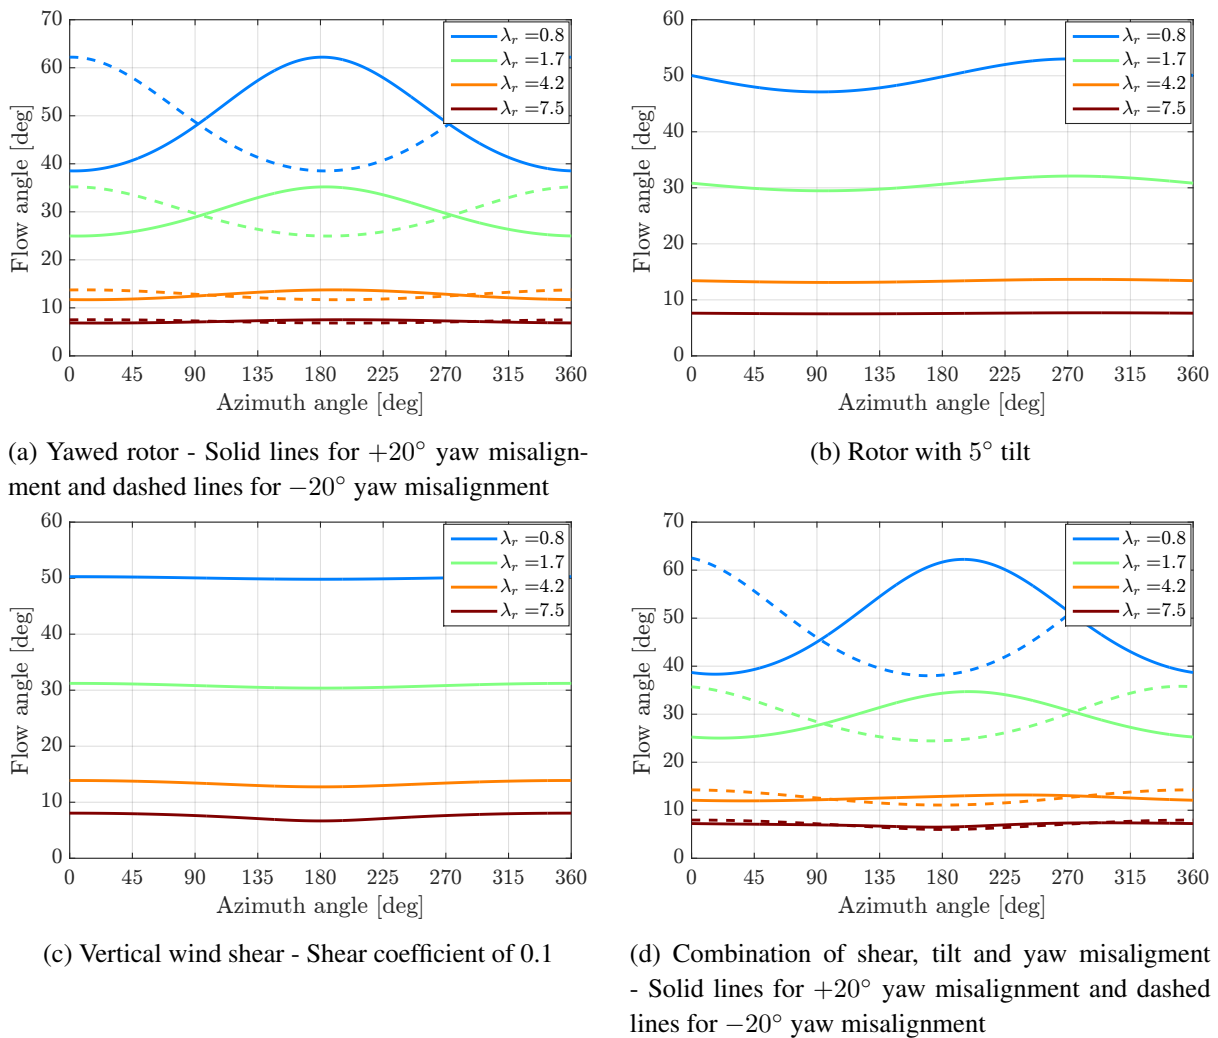 70
60
50
40
30
20
10
0
0 45 90 135 180 225 270 315 360
Flow angle [deg]
Azimuth angle [deg]
λr =0.8
λr =1.7
λr =4.2
λr =7.5
(a) Yawed rotor - Solid lines for +20° yaw misalign-
ment and dashed lines for −20° yaw misalignment
60
50
40
30
20
10
0
0 45 90 135 180 225 270 315 360
Flow angle [deg]
Azimuth angle [deg]
λr =0.8
λr =1.7
λr =4.2
λr =7.5
(b) Rotor with 5° tilt
60
50
40
30
20
10
0
0 45 90 135 180 225 270 315 360
Flow angle [deg]
Azimuth angle [deg]
λr =0.8
λr =1.7
λr =4.2
λr =7.5
(c) Vertical wind shear - Shear coefficient of 0.1
70
60
50
40
30
20
10
0
0 45 90 135 180 225 270 315 360
Flow angle [deg]
Azimuth angle [deg]
λr =0.8
λr =1.7
λr =4.2
λr =7.5
(d) Combination of shear, tilt and yaw misaligment
- Solid lines for +20° yaw misalignment and dashed
lines for −20° yaw misalignment